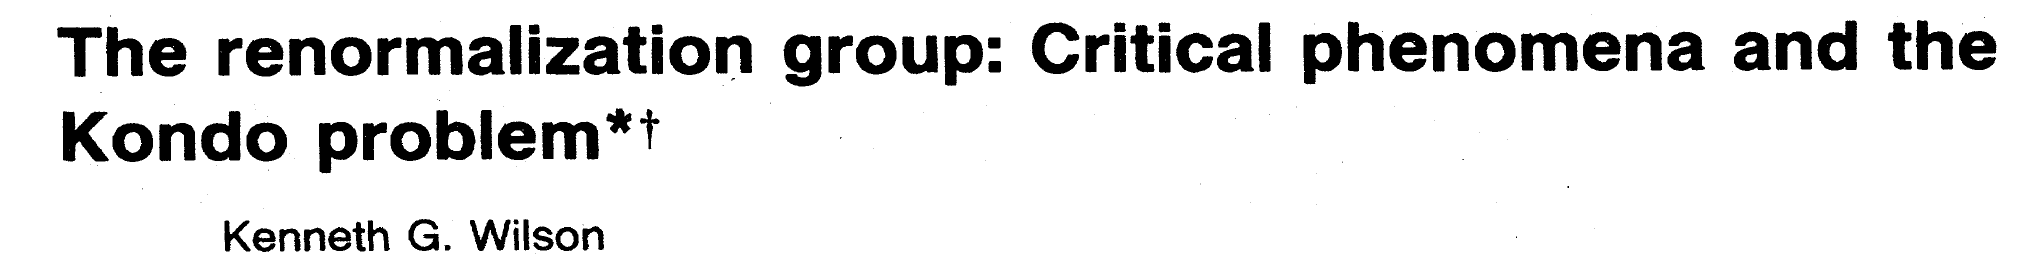 The renormalization group: Critical phenomena and the
Kondo problem*†
Kenneth G. Wilson